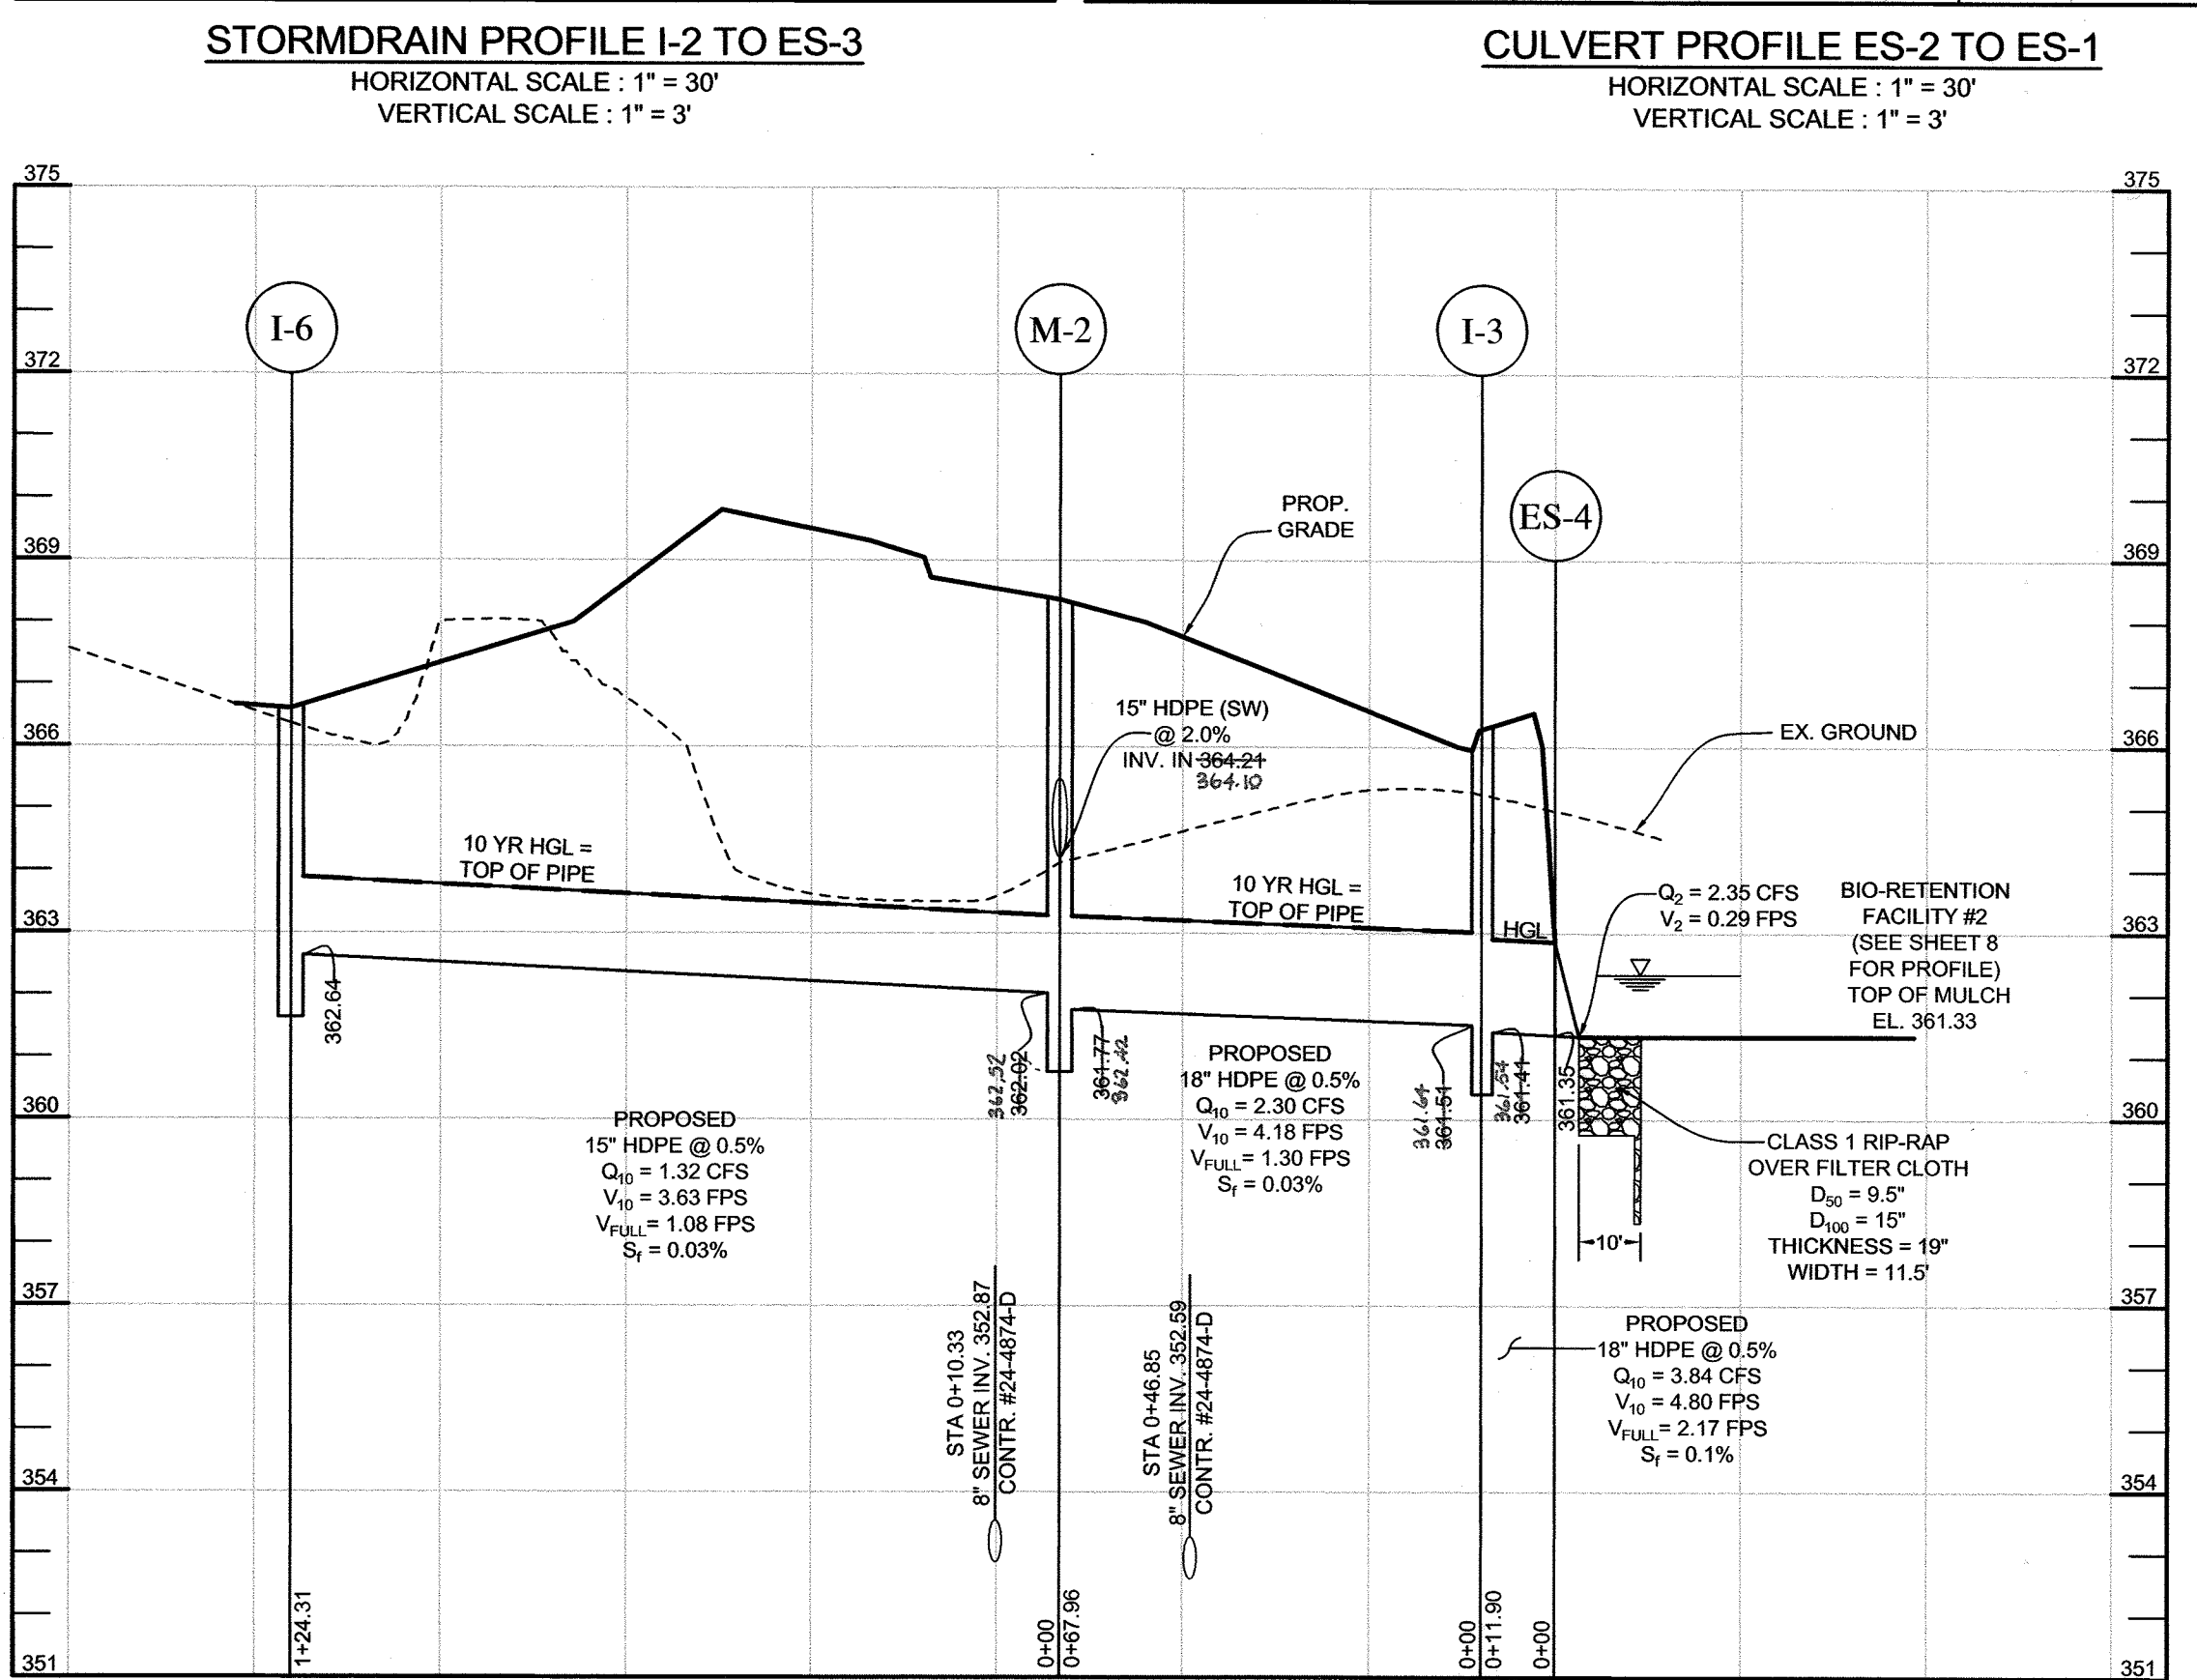 STORMDRAIN PROFILE I-2 TO ES-3
HORIZONTAL SCALE : 1" = 30'
VERTICAL SCALE : 1" = 3'
CULVERT PROFILE ES-2 TO ES-1
HORIZONTAL SCALE : 1" = 30'
VERTICAL SCALE : 1" = 3'
375
372
369
366
363
360
357
354
351
375
372
369
366
363
360
357
354
351
I-6
M-2
I-3
ES-4
PROP.
GRADE
15" HDPE (SW)
@ 2.0%
INV. IN 364.21
364.10
EX. GROUND
10 YR HGL =
TOP OF PIPE
10 YR HGL =
TOP OF PIPE
HGL
Q2 = 2.35 CFS
V2 = 0.29 FPS
BIO-RETENTION
FACILITY #2
(SEE SHEET 8
FOR PROFILE)
TOP OF MULCH
EL. 361.33
362.64
362.52
362.02
361.77
362.42
361.64
361.51
361.54
361.41
361.35
PROPOSED
15" HDPE @ 0.5%
Q10 = 1.32 CFS
V10 = 3.63 FPS
VFULL= 1.08 FPS
Sf = 0.03%
PROPOSED
18" HDPE @ 0.5%
Q10 = 2.30 CFS
V10 = 4.18 FPS
VFULL= 1.30 FPS
Sf = 0.03%
CLASS 1 RIP-RAP
OVER FILTER CLOTH
D50 = 9.5"
D100 = 15"
THICKNESS = 19"
WIDTH = 11.5'
10'
STA 0+10.33
8" SEWER INV. 352.87
CONTR. #24-4874-D
STA 0+46.85
8" SEWER INV. 352.59
CONTR. #24-4874-D
PROPOSED
18" HDPE @ 0.5%
Q10 = 3.84 CFS
V10 = 4.80 FPS
VFULL= 2.17 FPS
Sf = 0.1%
1+24.31
0+00
0+67.96
0+00
0+11.90
0+00